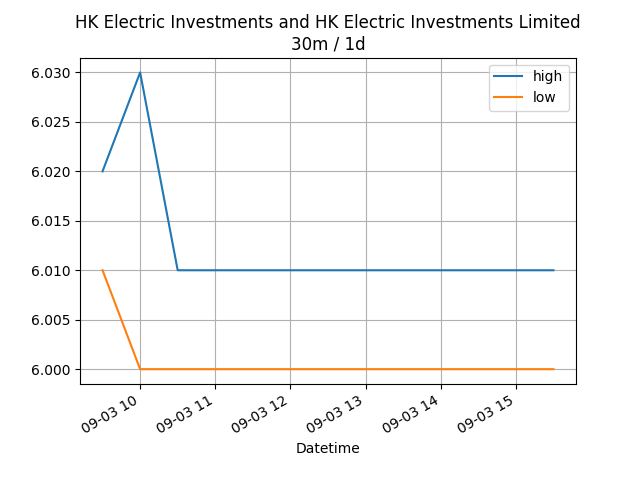 HK Electric Investments and HK Electric Investments Limited
30m / 1d
high
low
6.030
6.025
6.020
6.015
6.010
6.005
6.000
09-03 10
09-03 11
09-03 12
09-03 13
09-03 14
09-03 15
Datetime